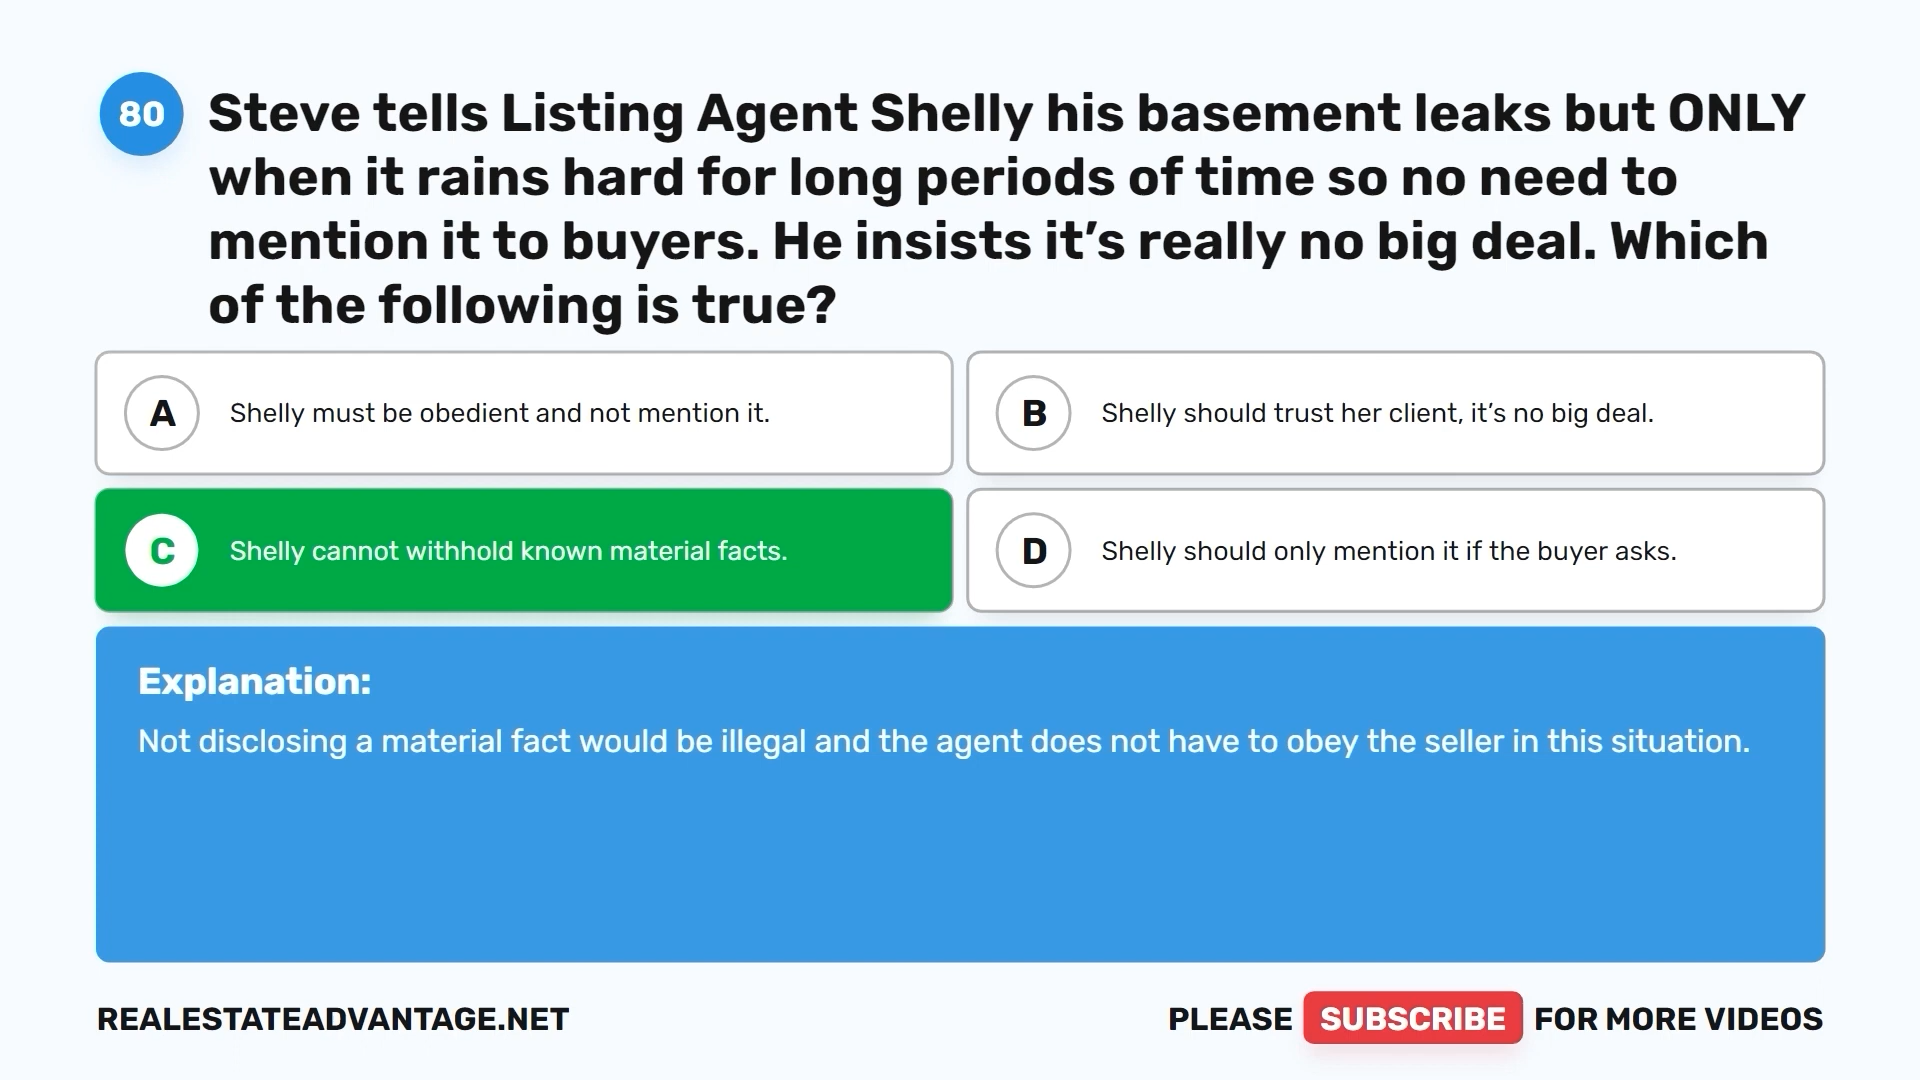 80
Steve tells Listing Agent Shelly his basement leaks but ONLY
when it rains hard for long periods of time so no need to
mention it to buyers. He insists it’s really no big deal. Which
of the following is true?
A Shelly must be obedient and not mention it.
B Shelly should trust her client, it’s no big deal.
C Shelly cannot withhold known material facts.
D Shelly should only mention it if the buyer asks.
Explanation:
Not disclosing a material fact would be illegal and the agent does not have to obey the seller in this situation.
REALESTATEADVANTAGE.NET
PLEASE SUBSCRIBE FOR MORE VIDEOS